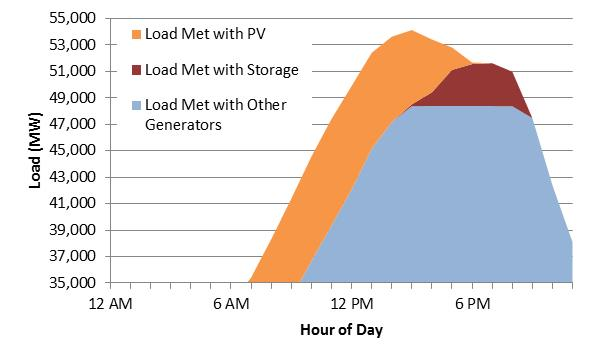 55,000
53,000
51,000
49,000
47,000
45,000
43,000
41,000
39,000
37,000
35,000
Load (MW)
Load Met with PV
Load Met with Storage
Load Met with Other
Generators
12 AM
6 AM
12 PM
6 PM
Hour of Day